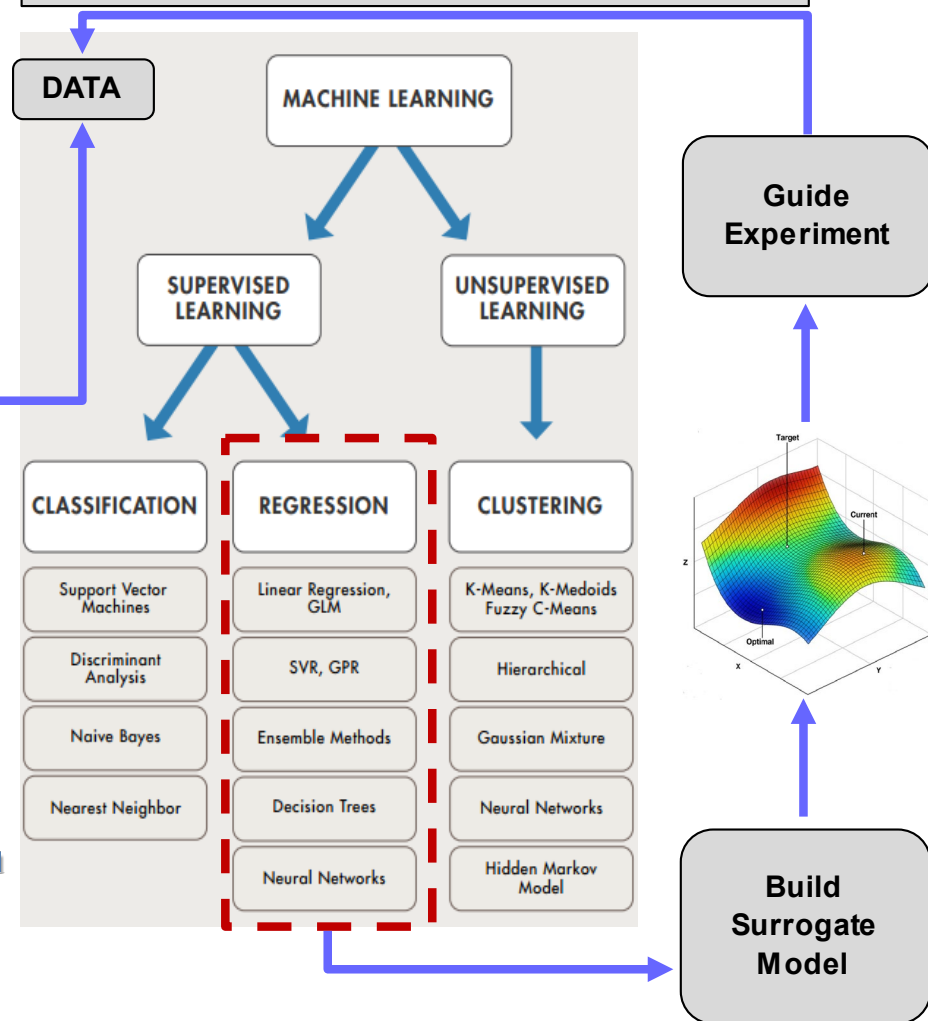 DATA
MACHINE LEARNING
Guide
Experiment
SUPERVISED
LEARNING
UNSUPERVISED
LEARNING
CLASSIFICATION
REGRESSION
CLUSTERING
Support Vector
Machines
Linear Regression,
GLM
K-Means, K-Medoids
Fuzzy C-Means
Discriminant
Analysis
SVR, GPR
Hierarchical
Naive Bayes
Ensemble Methods
Gaussian Mixture
Nearest Neighbor
Decision Trees
Neural Networks
Neural Networks
Hidden Markov
Model
Target
Current
Z
Optimal
X
Y
Build
Surrogate
Model